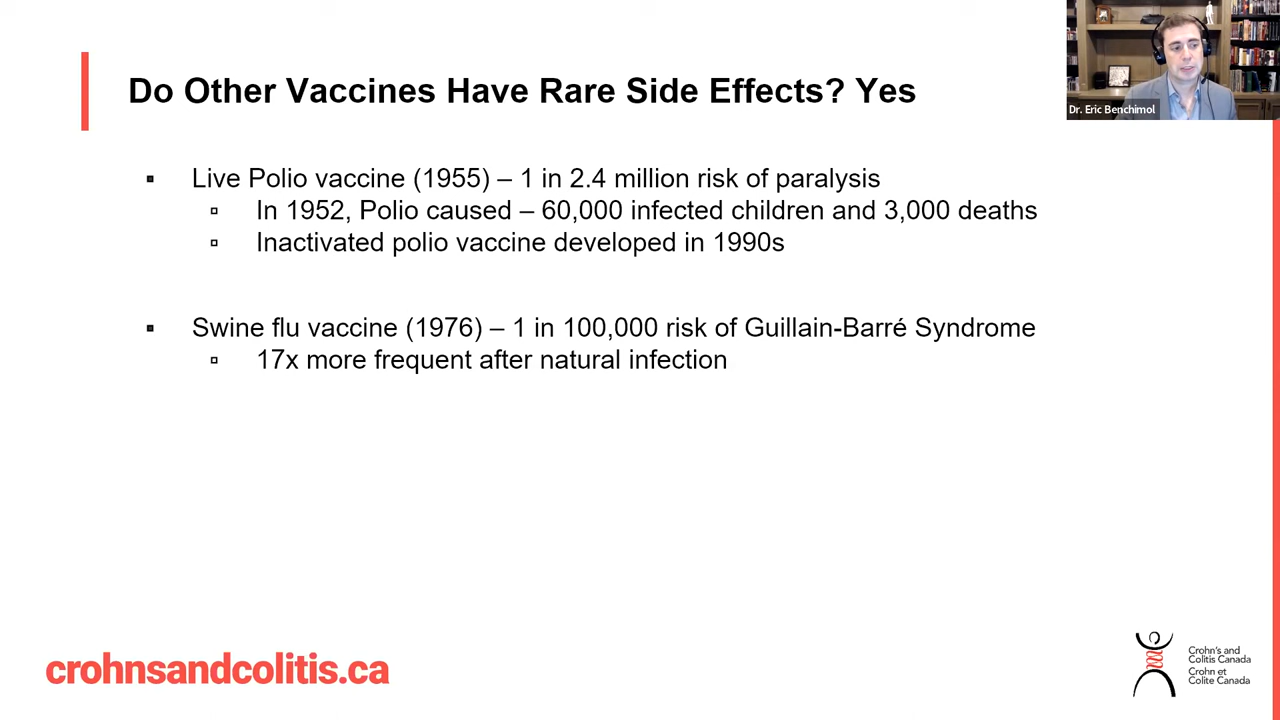 Do Other Vaccines Have Rare Side Effects? Yes
Dr. Eric Benchimol
▪ Live Polio vaccine (1955) – 1 in 2.4 million risk of paralysis
▫ In 1952, Polio caused – 60,000 infected children and 3,000 deaths
▫ Inactivated polio vaccine developed in 1990s
▪ Swine flu vaccine (1976) – 1 in 100,000 risk of Guillain-Barré Syndrome
▫ 17x more frequent after natural infection
crohnsandcolitis.ca
Crohn's and
Colitis Canada
Crohn et
Colite Canada